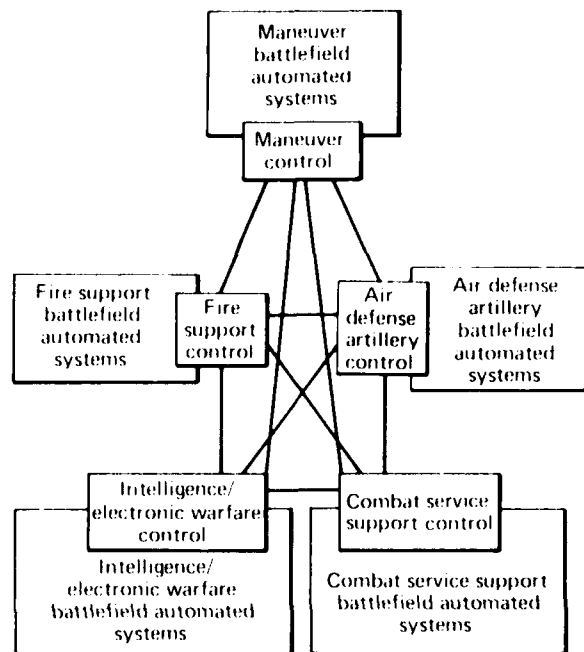 Maneuver
battlefield
automated
systems
Maneuver
control
Fire support
battlefield
automated
systems
Fire
support
control
Air
defense
artillery control
Air defense
artillery
battlefield
automated
systems
Intelligence/
electronic warfare
control
Intelligence/
electronic warfare
battlefield automated
systems
Combat service
support control
Combat service support
battlefield automated
systems